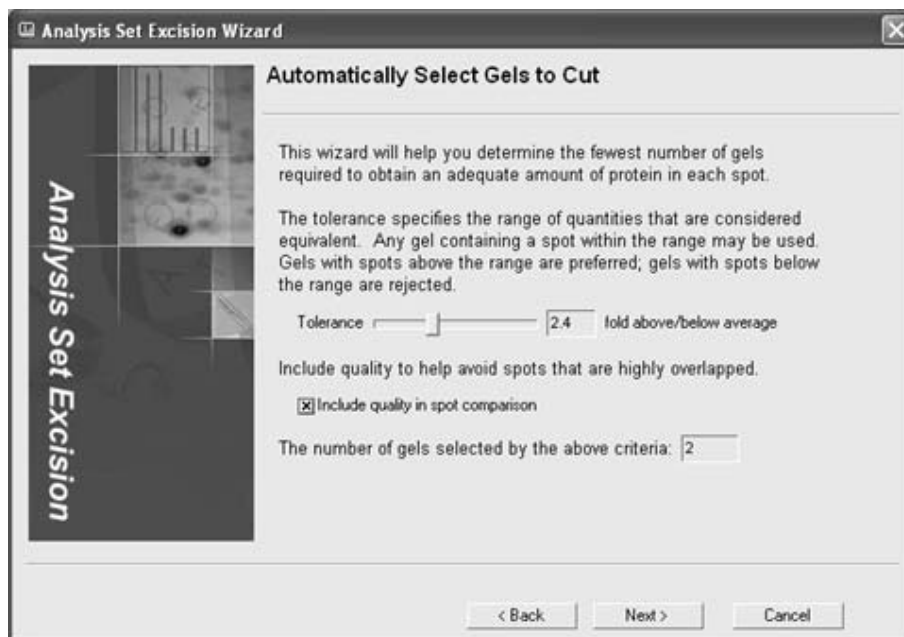 Analysis Set Excision Wizard
Analysis Set Excision
Automatically Select Gels to Cut
This wizard will help you determine the fewest number of gels
required to obtain an adequate amount of protein in each spot.
The tolerance specifies the range of quantities that are considered
equivalent. Any gel containing a spot within the range may be used.
Gels with spots above the range are preferred; gels with spots below
the range are rejected.
Tolerance 2.4 fold above/below average
Include quality to help avoid spots that are highly overlapped.
Include quality in spot comparison
The number of gels selected by the above criteria: 2
< Back Next > Cancel